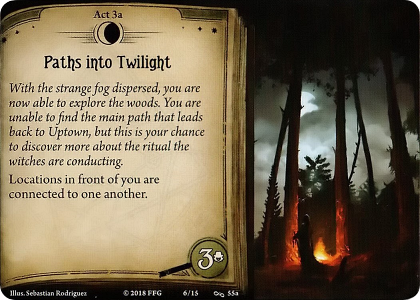 Act 3a
Paths into Twilight
With the strange fog dispersed, you are
now able to explore the woods. You are
unable to find the main path that leads
back to Uptown, but this is your chance
to discover more about the ritual the
witches are conducting.
Locations in front of you are
connected to one another.
3
Illus. Sebastian Rodriguez
© 2018 FFG
6/15
55a